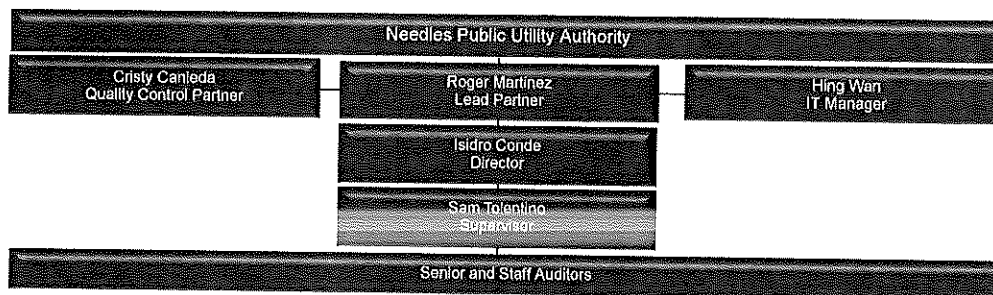 Needles Public Utility Authority
Cristy Canieda
Quality Control Partner
Roger Martinez
Lead Partner
Hing Wan
IT Manager
Isidro Conde
Director
Sam Tolentino
Supervisor
Senior and Staff Auditors